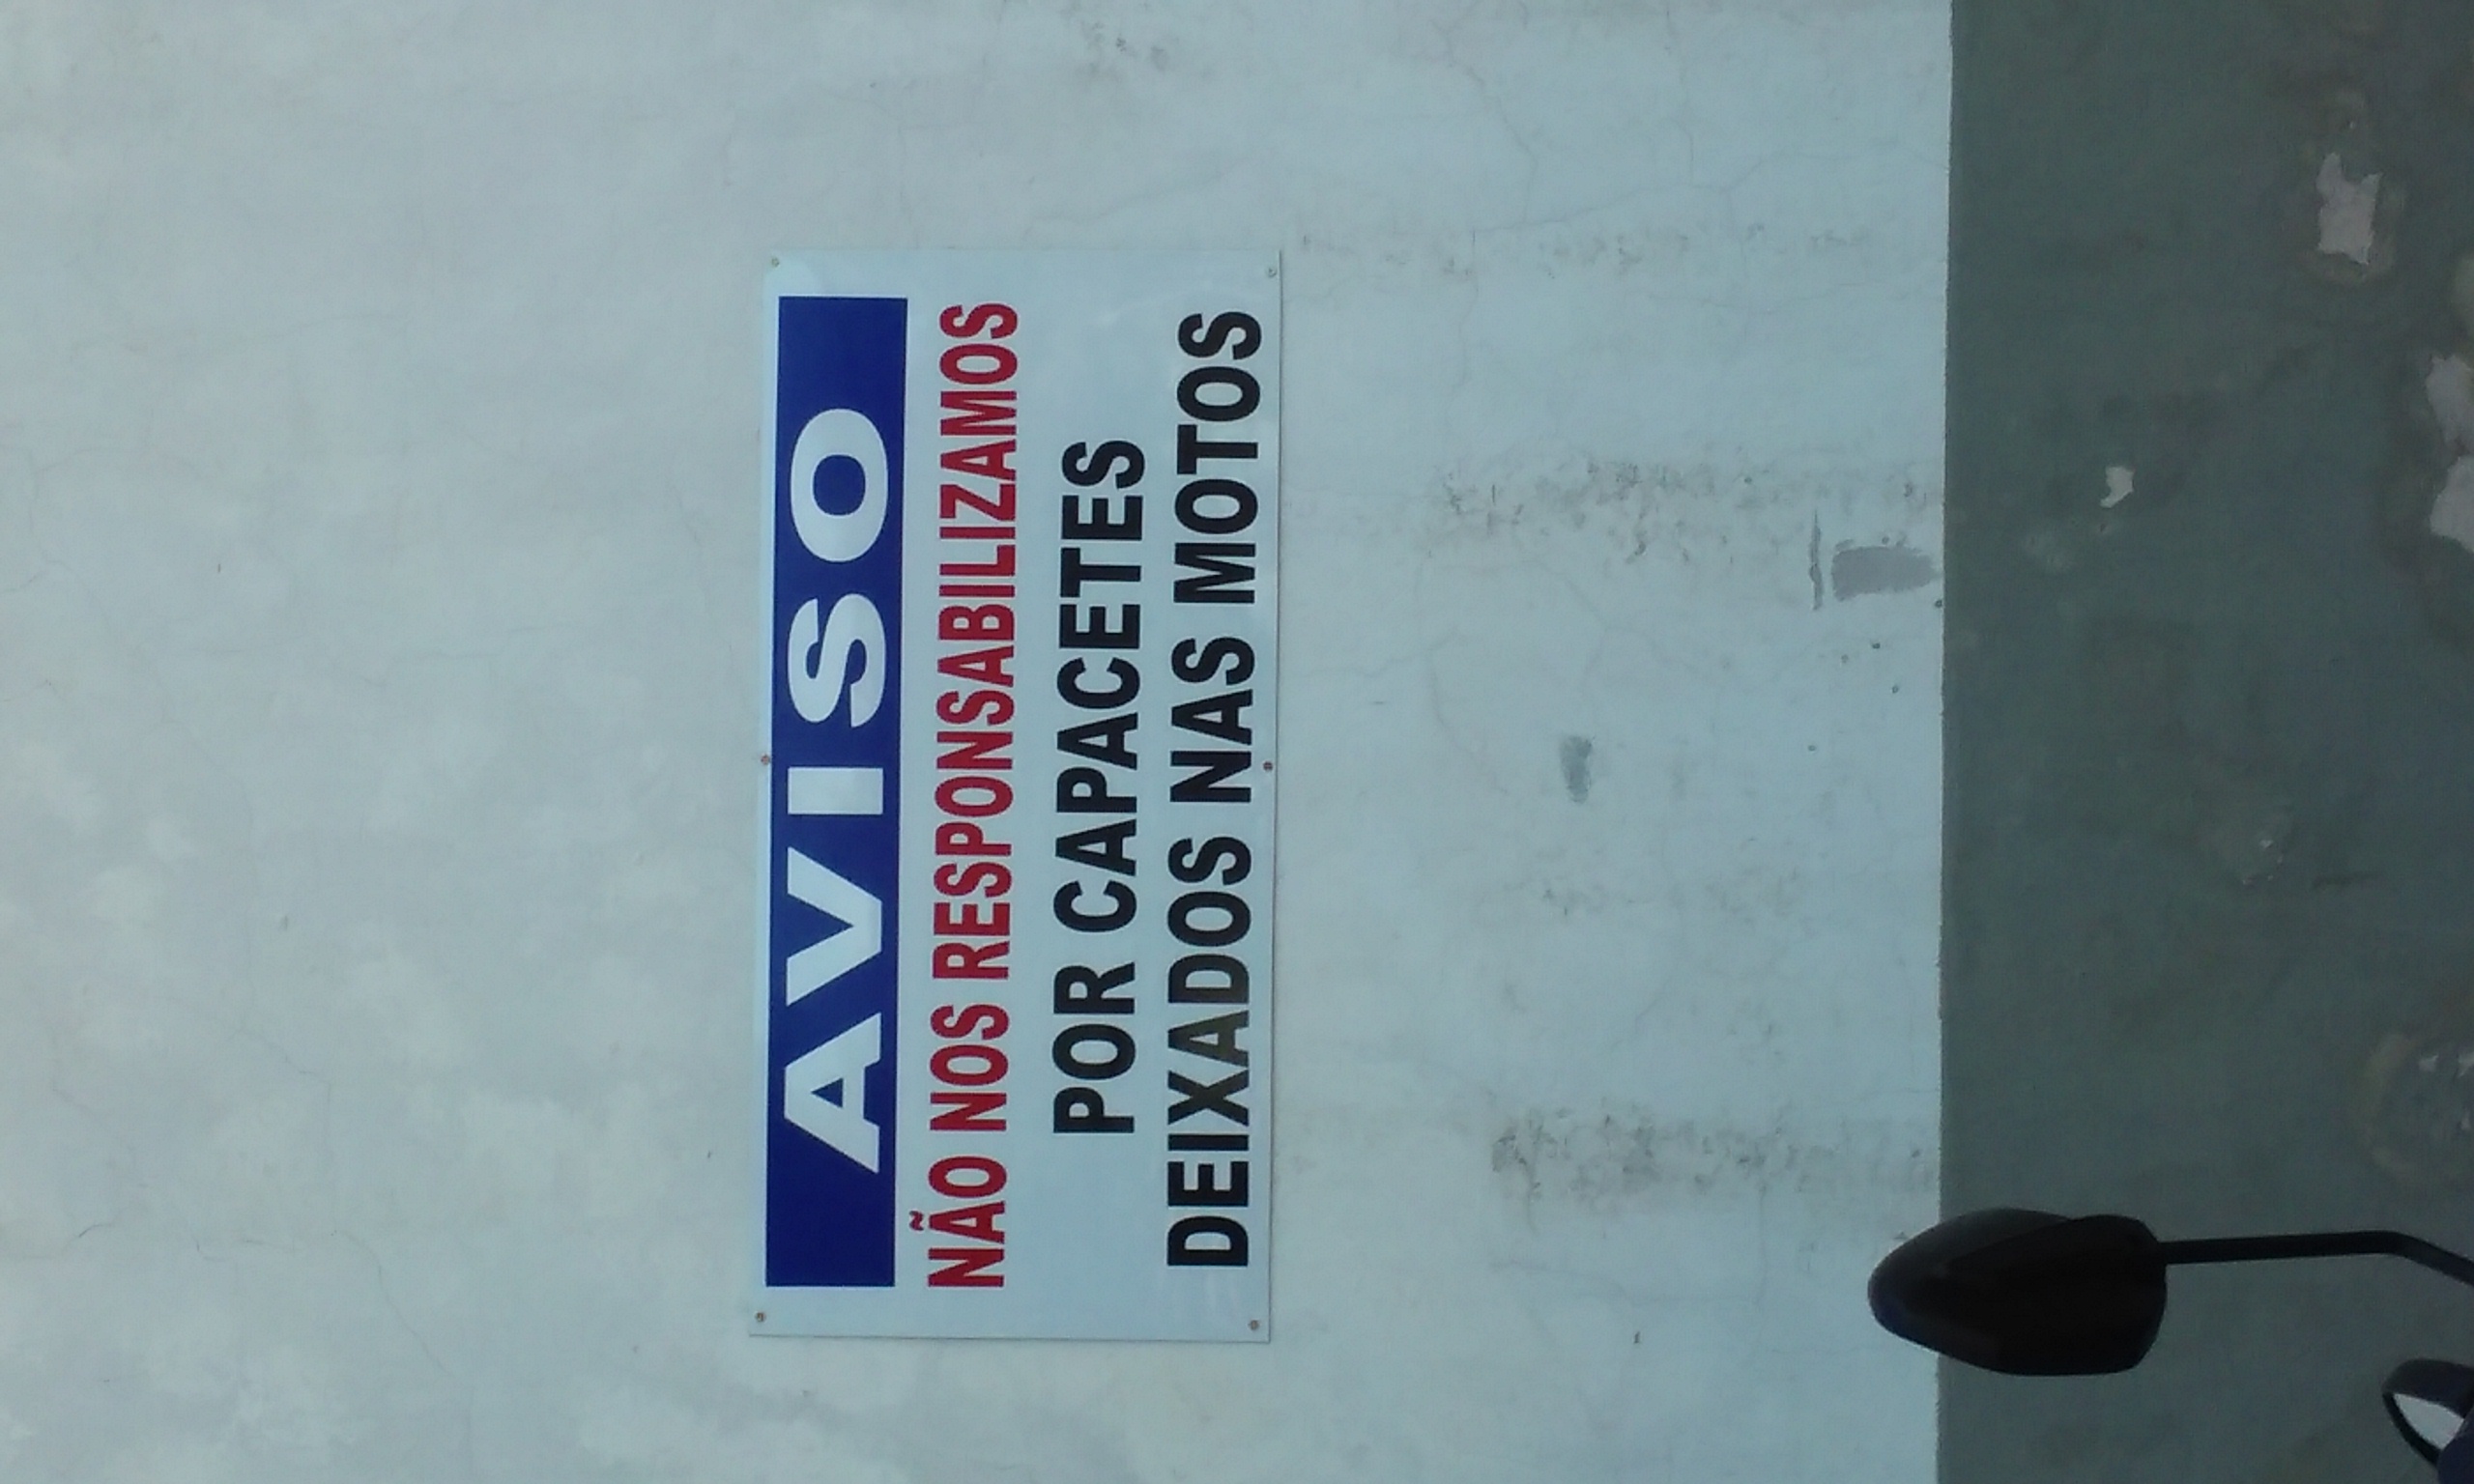 AVISO
NÃO NOS RESPONSABILIZAMOS
POR CAPACETES
DEIXADOS NAS MOTOS